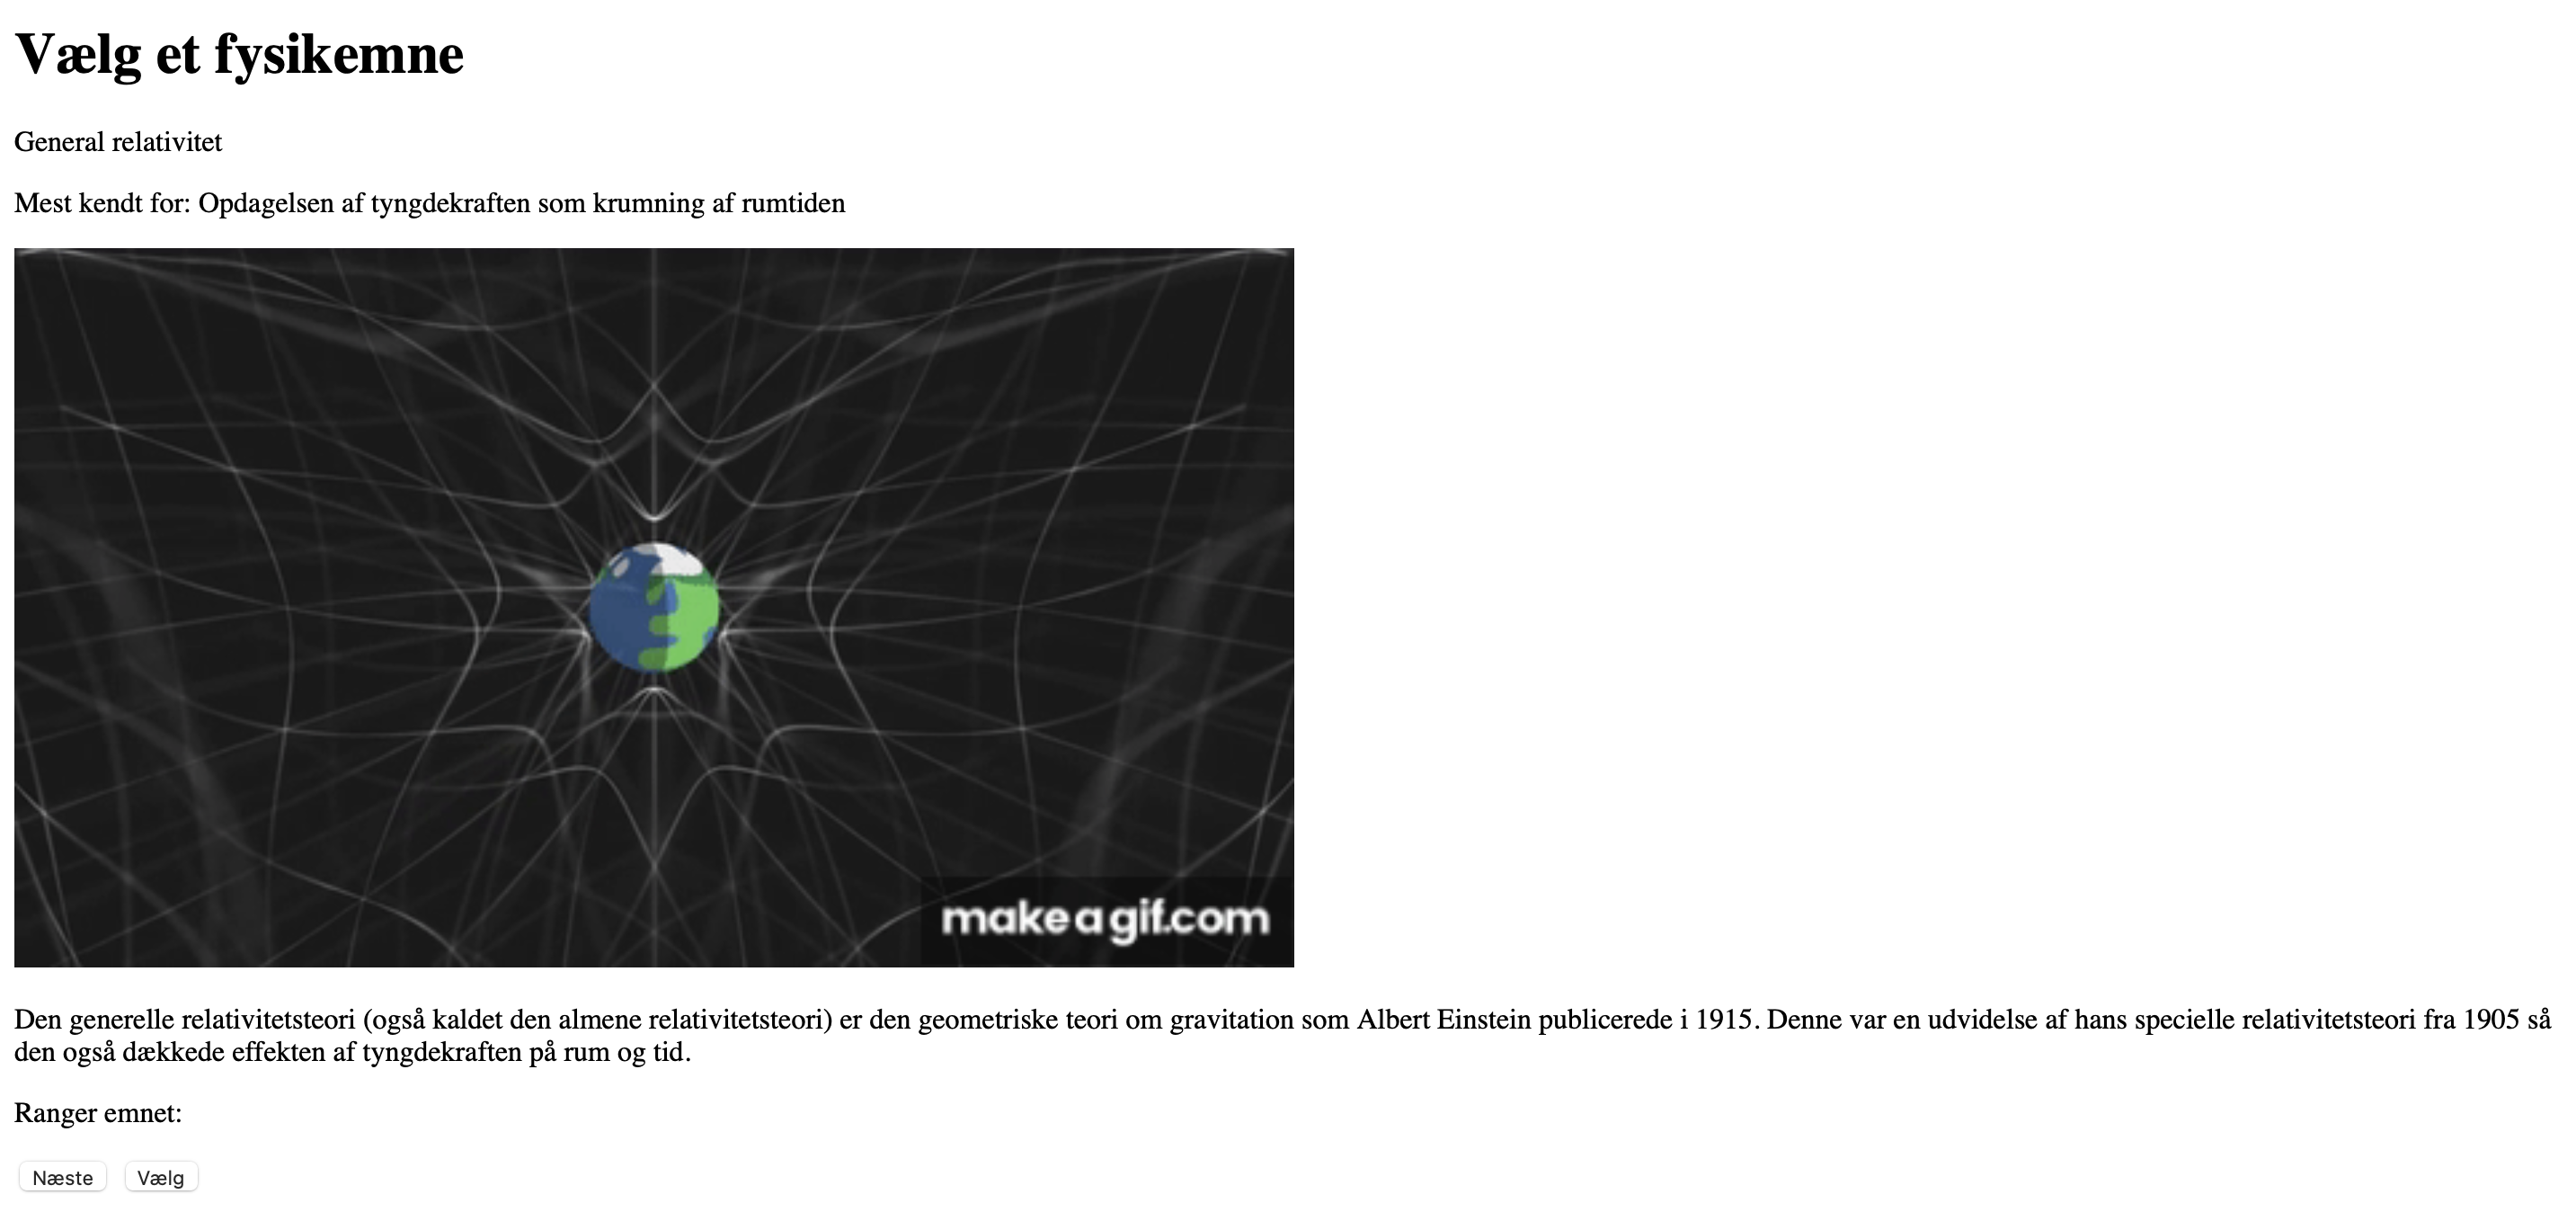 Vælg et fysikemne
General relativitet
Mest kendt for: Opdagelsen af tyngdekraften som krumning af rumtiden
make a gif.com
Den generelle relativitetsteori (også kaldet den almene relativitetsteori) er den geometriske teori om gravitation som Albert Einstein publicerede i 1915. Denne var en udvidelse af hans specielle relativitetsteori fra 1905 så
den også dækkede effekten af tyngdekraften på rum og tid.
Ranger emnet:
Næste Vælg